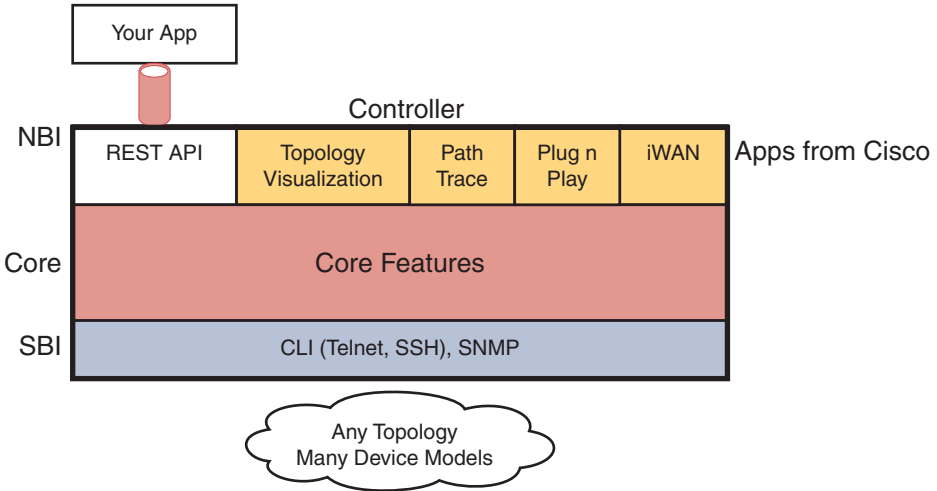 Your App
Controller
NBI
REST API
Topology
Visualization
Path
Trace
Plug n
Play
iWAN
Apps from Cisco
Core
Core Features
SBI
CLI (Telnet, SSH), SNMP
Any Topology
Many Device Models